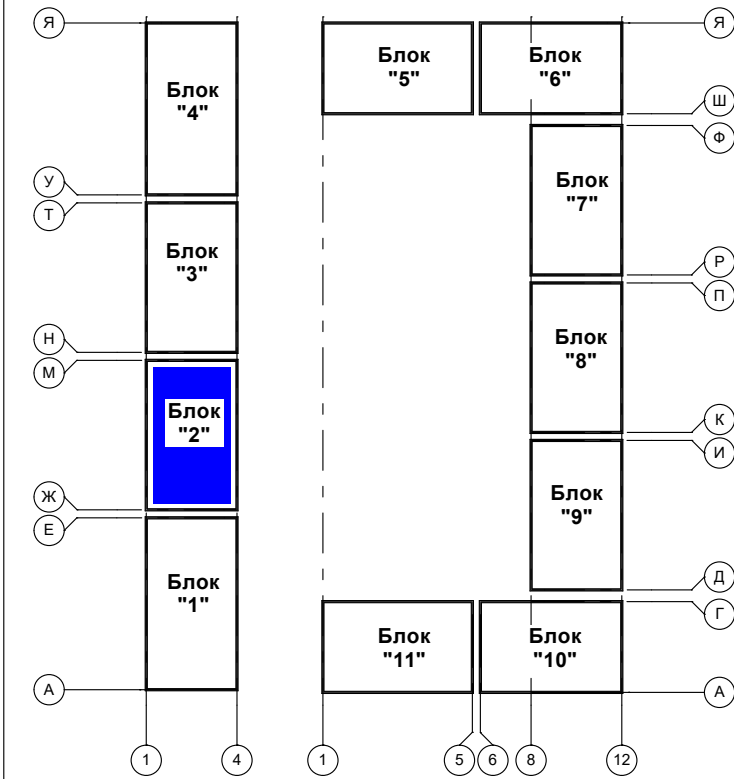 Я
Я
Блок
"4"
Блок
"5"
Блок
"6"
Ш
Ф
У
Т
Блок
"7"
Блок
"3"
Р
П
Н
М
Блок
"8"
Блок
"2"
К
И
Ж
Е
Блок
"9"
Блок
"1"
Д
Г
Блок
"11"
Блок
"10"
А
А
1
4
1
5
6
8
12